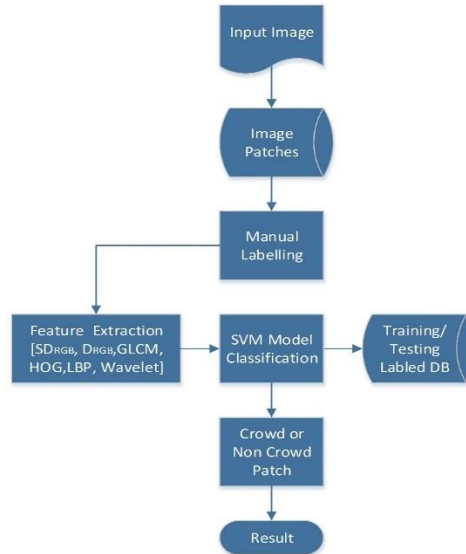 Input Image
Image
Patches
Manual
Labelling
Feature Extraction
[SDRGB, DRGB,GLCM,
HOG,LBP, Wavelet]
SVM Model
Classification
Training/
Testing
Labled DB
Crowd or
Non Crowd
Patch
Result